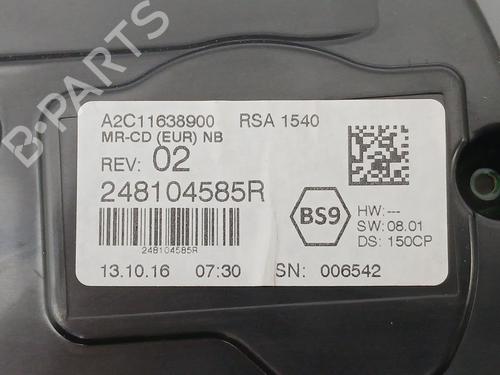 A2C11638900 RSA 1540
MR-CD (EUR) NB
REV: 02
248104585R
248104585R
BS9
HW: ---
SW: 08.01
DS: 150CP
13.10.16 07:30 SN: 006542
B-PARTS